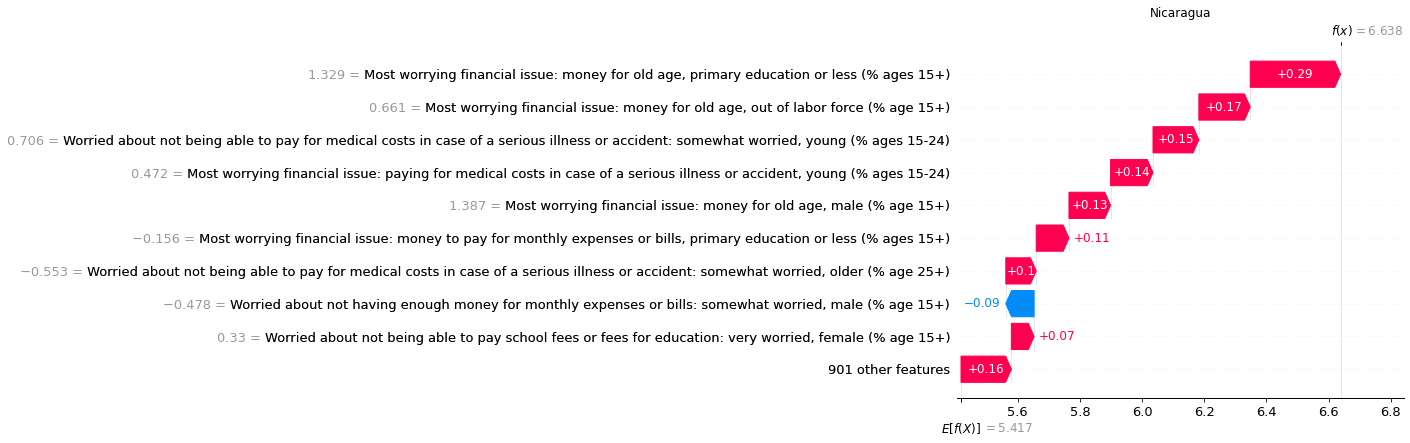 Nicaragua
f(x) = 6.638
1.329 = Most worrying financial issue: money for old age, primary education or less (% ages 15+)
+0.29
0.661 = Most worrying financial issue: money for old age, out of labor force (% age 15+)
+0.17
0.706 = Worried about not being able to pay for medical costs in case of a serious illness or accident: somewhat worried, young (% ages 15-24)
+0.15
0.472 = Most worrying financial issue: paying for medical costs in case of a serious illness or accident, young (% ages 15-24)
+0.14
1.387 = Most worrying financial issue: money for old age, male (% age 15+)
+0.13
−0.156 = Most worrying financial issue: money to pay for monthly expenses or bills, primary education or less (% ages 15+)
+0.11
−0.553 = Worried about not being able to pay for medical costs in case of a serious illness or accident: somewhat worried, older (% age 25+)
+0.1
−0.478 = Worried about not having enough money for monthly expenses or bills: somewhat worried, male (% age 15+)
−0.09
0.33 = Worried about not being able to pay school fees or fees for education: very worried, female (% age 15+)
+0.07
901 other features
+0.16
5.6 5.8 6.0 6.2 6.4 6.6 6.8
E[f(X)] = 5.417